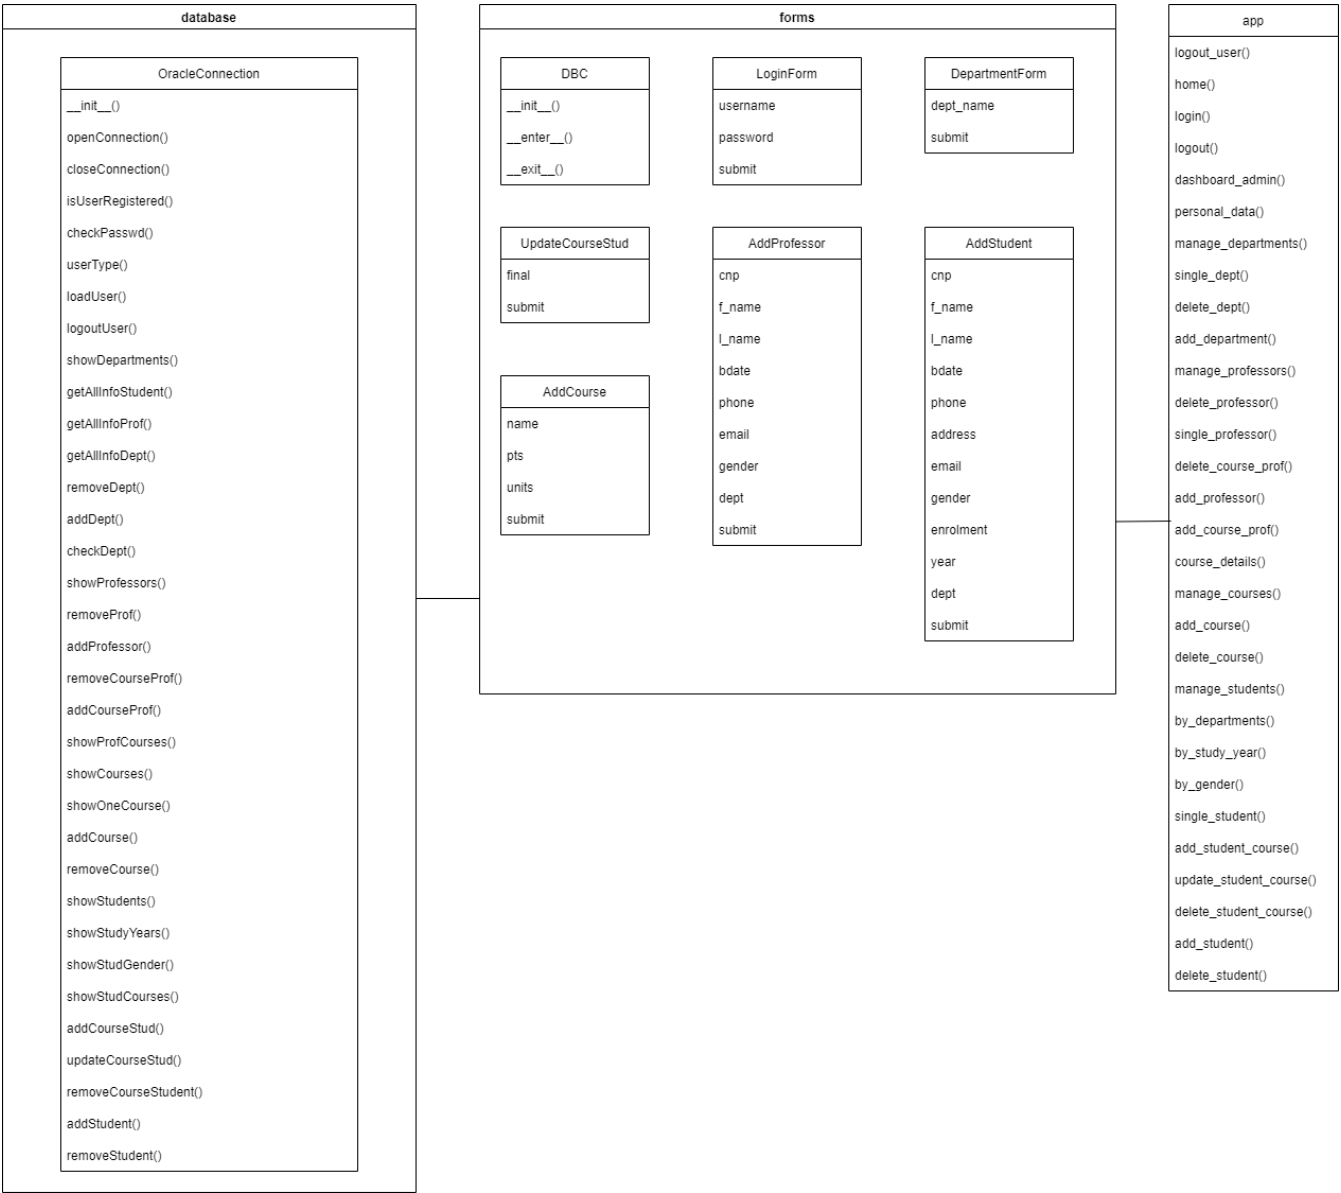 database
OracleConnection
__init__()
openConnection()
closeConnection()
isUserRegistered()
checkPasswd()
userType()
loadUser()
logoutUser()
showDepartments()
getAllInfoStudent()
getAllInfoProf()
getAllInfoDept()
removeDept()
addDept()
checkDept()
showProfessors()
removeProf()
addProfessor()
removeCourseProf()
addCourseProf()
showProfCourses()
showCourses()
showOneCourse()
addCourse()
removeCourse()
showStudents()
showStudyYears()
showStudGender()
showStudCourses()
addCourseStud()
updateCourseStud()
removeCourseStudent()
addStudent()
removeStudent()
forms
DBC
__init__()
__enter__()
__exit__()
LoginForm
username
password
submit
DepartmentForm
dept_name
submit
UpdateCourseStud
final
submit
AddProfessor
cnp
f_name
l_name
bdate
phone
email
gender
dept
submit
AddStudent
cnp
f_name
l_name
bdate
phone
address
email
gender
enrolment
year
dept
submit
AddCourse
name
pts
units
submit
app
logout_user()
home()
login()
logout()
dashboard_admin()
personal_data()
manage_departments()
single_dept()
delete_dept()
add_department()
manage_professors()
delete_professor()
single_professor()
delete_course_prof()
add_professor()
add_course_prof()
course_details()
manage_courses()
add_course()
delete_course()
manage_students()
by_departments()
by_study_year()
by_gender()
single_student()
add_student_course()
update_student_course()
delete_student_course()
add_student()
delete_student()